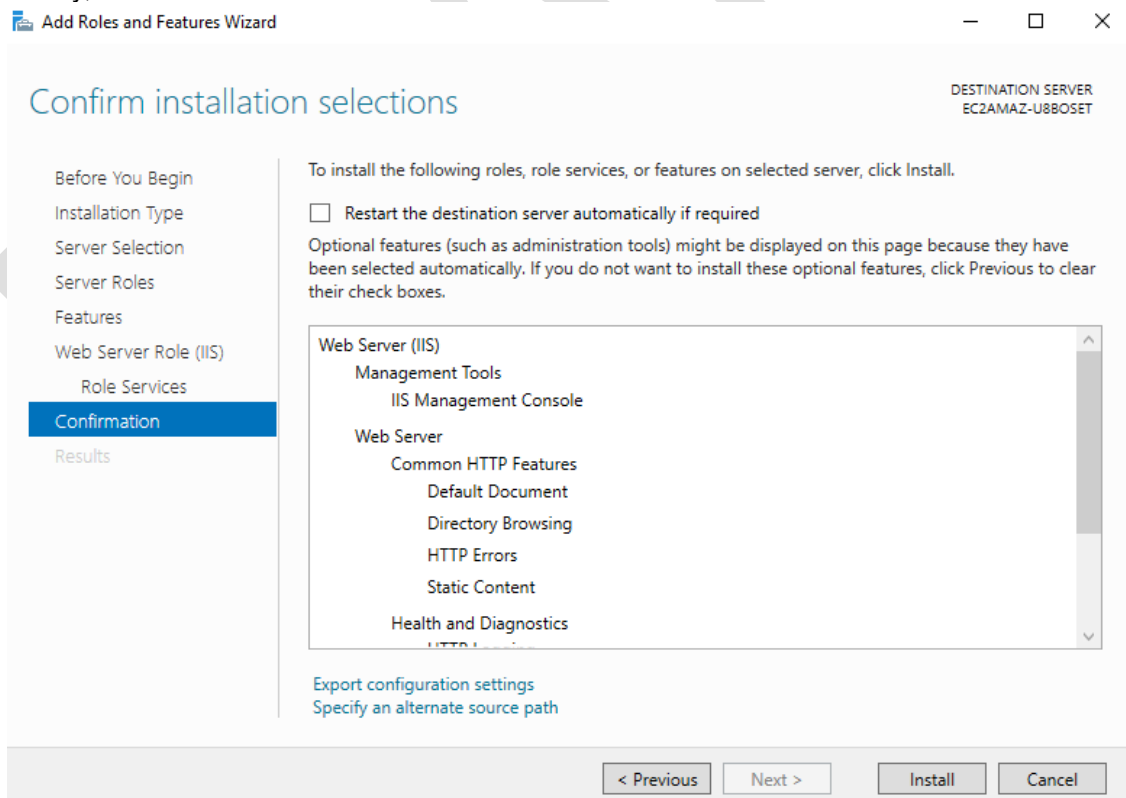 Add Roles and Features Wizard
Confirm installation selections
DESTINATION SERVER
EC2AMAZ-U8BOSET
Before You Begin
Installation Type
Server Selection
Server Roles
Features
Web Server Role (IIS)
Role Services
Confirmation
Results
To install the following roles, role services, or features on selected server, click Install.
Restart the destination server automatically if required
Optional features (such as administration tools) might be displayed on this page because they have
been selected automatically. If you do not want to install these optional features, click Previous to clear
their check boxes.
Web Server (IIS)
Management Tools
IIS Management Console
Web Server
Common HTTP Features
Default Document
Directory Browsing
HTTP Errors
Static Content
Health and Diagnostics
Export configuration settings
Specify an alternate source path
< Previous
Next >
Install
Cancel